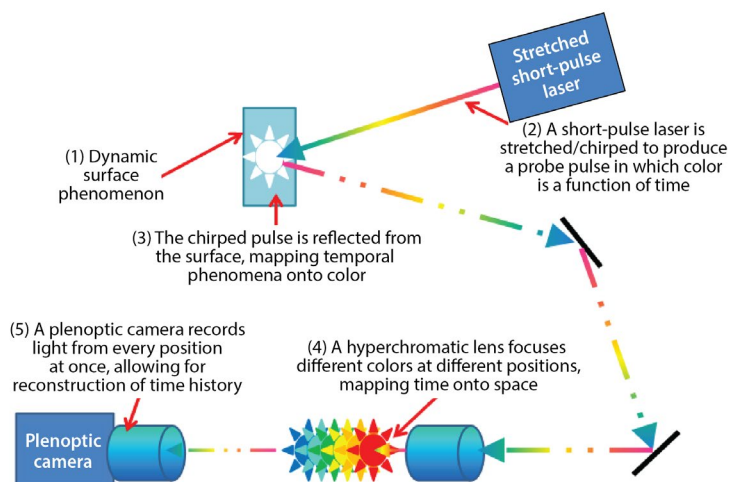 Stretched
short-pulse
laser
(1) Dynamic
surface
phenomenon
(2) A short-pulse laser is
stretched/chirped to produce
a probe pulse in which color
is a function of time
(3) The chirped pulse is reflected from
the surface, mapping temporal
phenomena onto color
(5) A plenoptic camera records
light from every position
at once, allowing for
reconstruction of time history
(4) A hyperchromatic lens focuses
different colors at different positions,
mapping time onto space
Plenoptic
camera